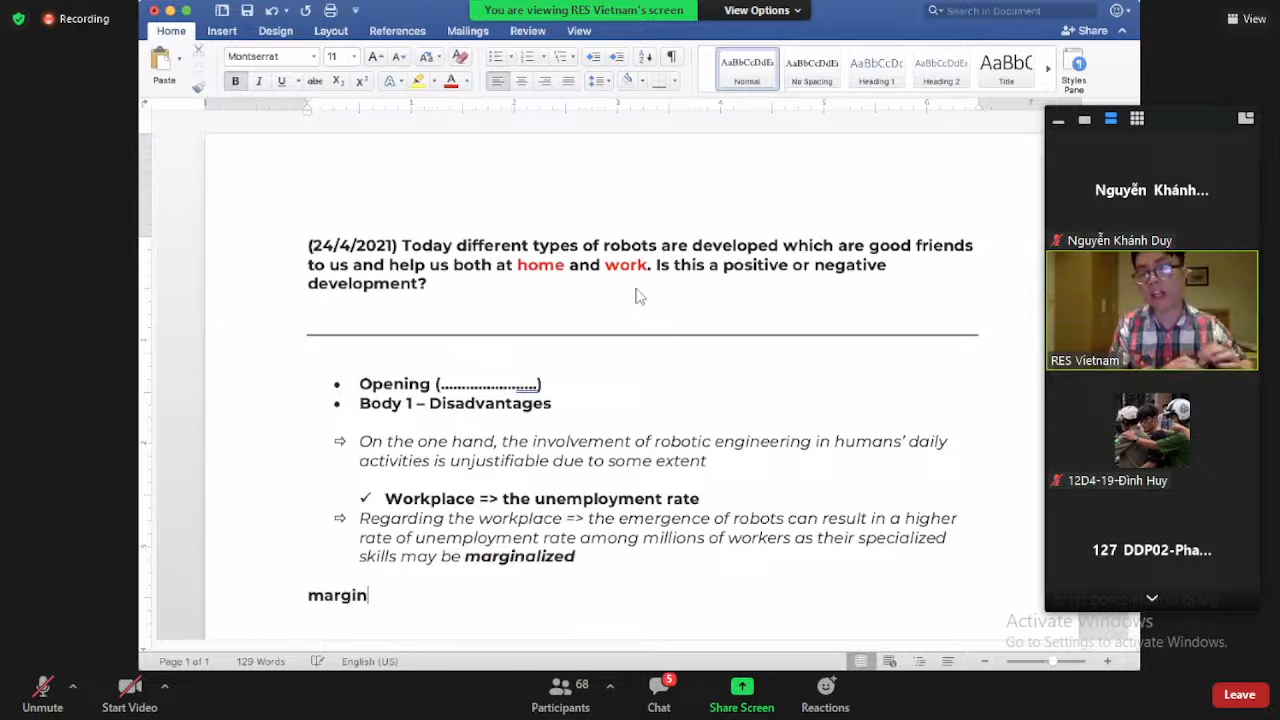 Recording
You are viewing RES Vietnam's screen
View Options
Search in Document
View
Home
Insert
Design
Layout
References
Mailings
Review
View
Share
Paste
Montserrat
11
AaBbCcDdEe
Normal
AaBbCcDdEe
No Spacing
AaBbCcDc
Heading 1
AaBbCcDdEe
Heading 2
AaBbC
Title
Styles
Pane
(24/4/2021) Today different types of robots are developed which are good friends
to us and help us both at home and work. Is this a positive or negative
development?
Opening (........................)
Body 1 – Disadvantages
On the one hand, the involvement of robotic engineering in humans' daily
activities is unjustifiable due to some extent
Workplace => the unemployment rate
Regarding the workplace => the emergence of robots can result in a higher
rate of unemployment rate among millions of workers as their specialized
skills may be marginalized
margin
Nguyễn Khánh...
Nguyễn Khánh Duy
RES Vietnam
12D4-19-Đình Huy
127 DDP02-Pha...
Activate Windows
Go to Settings to activate Windows.
Page 1 of 1
129 Words
English (US)
Unmute
Start Video
68
Participants
5
Chat
Share Screen
Reactions
Leave